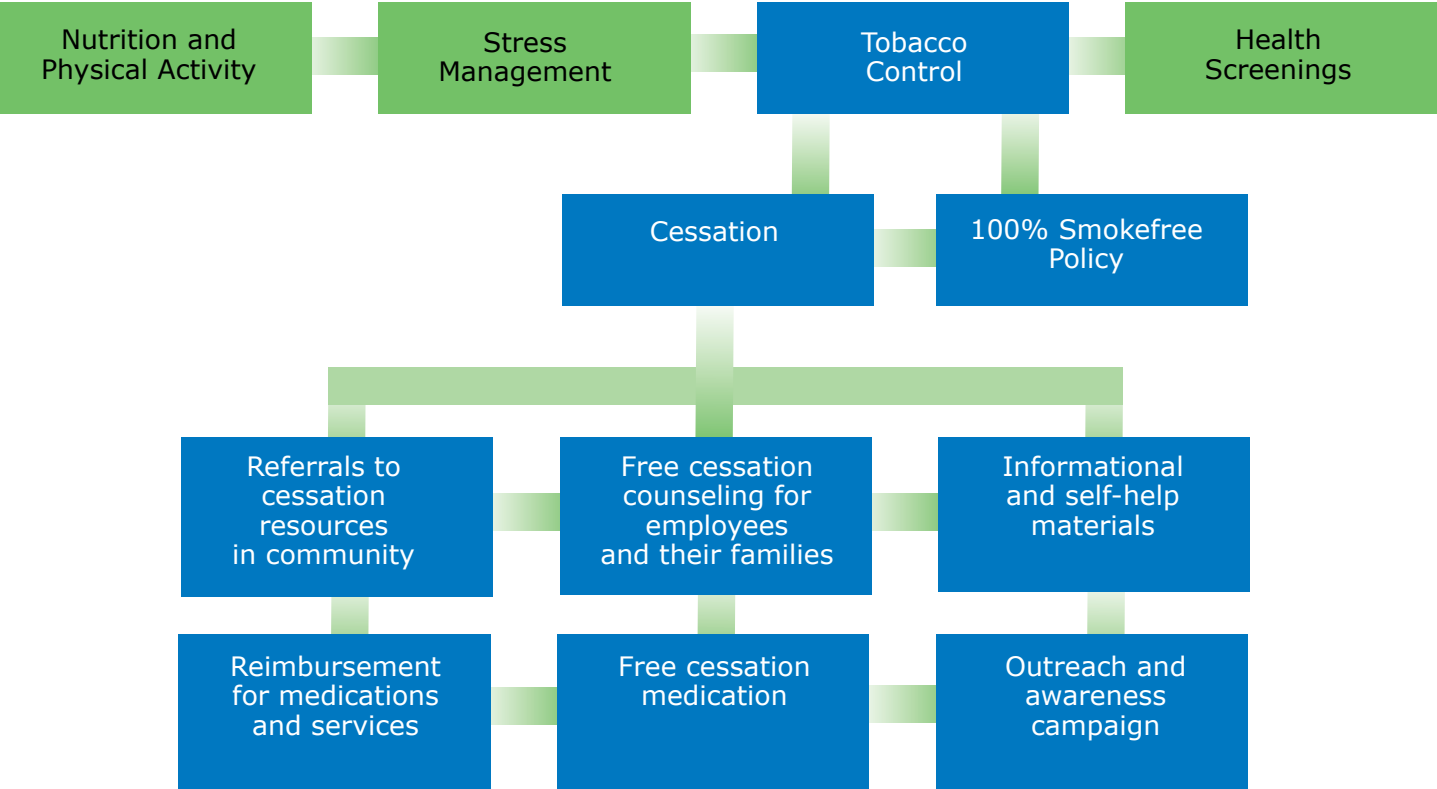 Nutrition and
Physical Activity
Stress
Management
Tobacco
Control
Health
Screenings
Cessation
100% Smokefree
Policy
Referrals to
cessation
resources
in community
Free cessation
counseling for
employees
and their families
Informational
and self-help
materials
Reimbursement
for medications
and services
Free cessation
medication
Outreach and
awareness
campaign